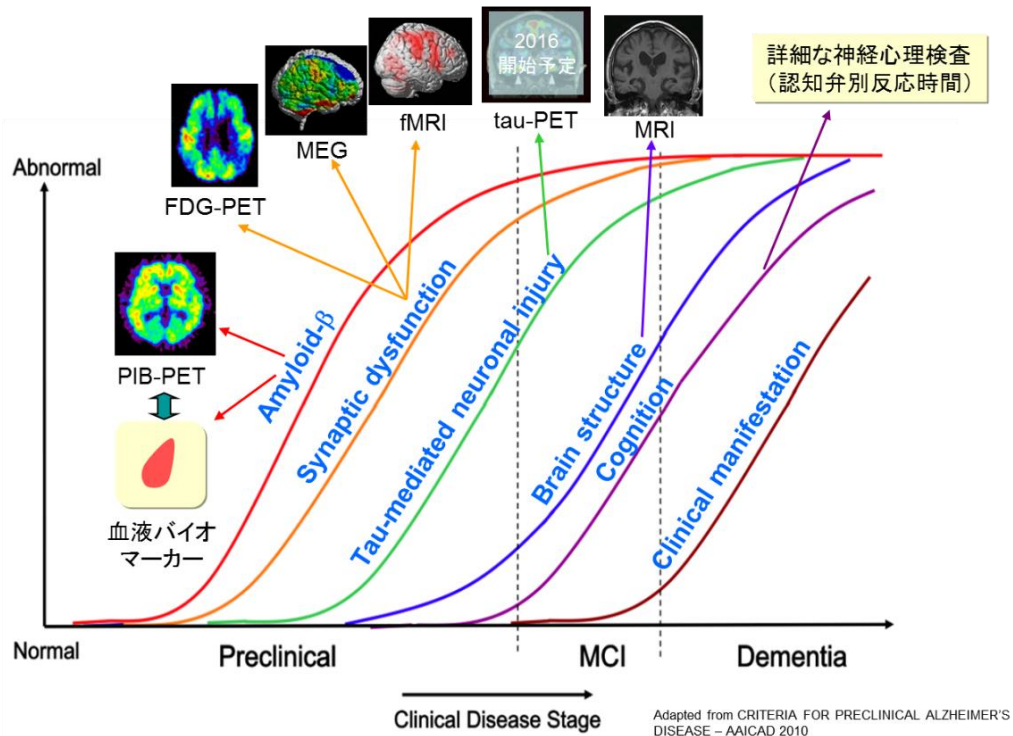 2016
開始予定
詳細な神経心理検査
（認知弁別反応時間）
fMRI
tau-PET
MRI
MEG
Abnormal
FDG-PET
PIB-PET
血液バイオ
マーカー
Amyloid-β
Synaptic dysfunction
Tau-mediated neuronal injury
Brain structure
Cognition
Clinical manifestation
Normal
Preclinical
MCI
Dementia
Clinical Disease Stage
Adapted from CRITERIA FOR PRECLINICAL ALZHEIMER'S
DISEASE – AAICAD 2010